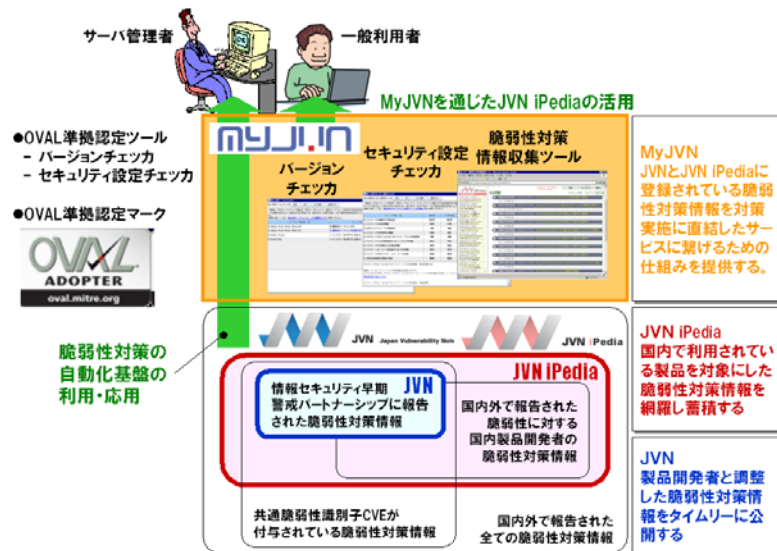 サーバ管理者
一般利用者
MyJVNを通じたJVN iPediaの活用
●OVAL準拠認定ツール
- バージョンチェッカ
- セキュリティ設定チェッカ
●OVAL準拠認定マーク
OVAL
ADOPTER
oval.mitre.org
MYJVN
バージョン
チェッカ
セキュリティ設定
チェッカ
脆弱性対策
情報収集ツール
MyJVN
JVNとJVN iPediaに
登録されている脆弱
性対策情報を対策
実施に直結したサー
ビスに繋げるための
仕組みを提供する。
脆弱性対策の
自動化基盤の
利用・応用
JVN Japan Vulnerability Notes
JVN iPedia
JVN iPedia
JVN
情報セキュリティ早期
警戒パートナーシップに報告
された脆弱性対策情報
国内外で報告された
脆弱性に対する
国内製品開発者の
脆弱性対策情報
共通脆弱性識別子CVEが
付与されている脆弱性対策情報
国内外で報告された
全ての脆弱性対策情報
JVN iPedia
国内で利用されてい
る製品を対象にした
脆弱性対策情報を
網羅し蓄積する
JVN
製品開発者と調整
した脆弱性対策情
報をタイムリーに公
開する